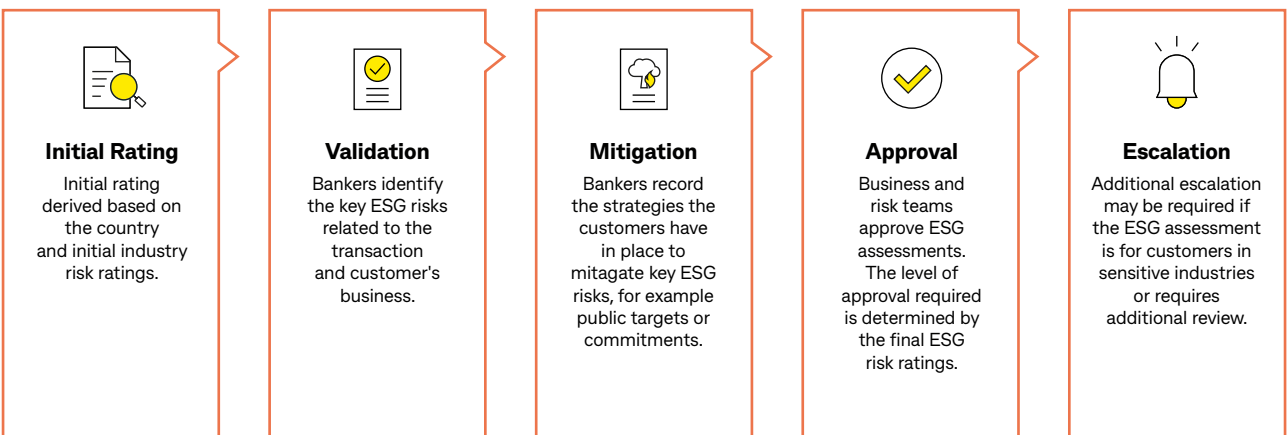 Initial Rating
Initial rating
derived based on
the country
and initial industry
risk ratings.
Validation
Bankers identify
the key ESG risks
related to the
transaction
and customer's
business.
Mitigation
Bankers record
the strategies the
customers have
in place to
mitagate key ESG
risks, for example
public targets or
commitments.
Approval
Business and
risk teams
approve ESG
assessments.
The level of
approval required
is determined by
the final ESG
risk ratings.
Escalation
Additional escalation
may be required if
the ESG assessment
is for customers in
sensitive industries
or requires
additional review.